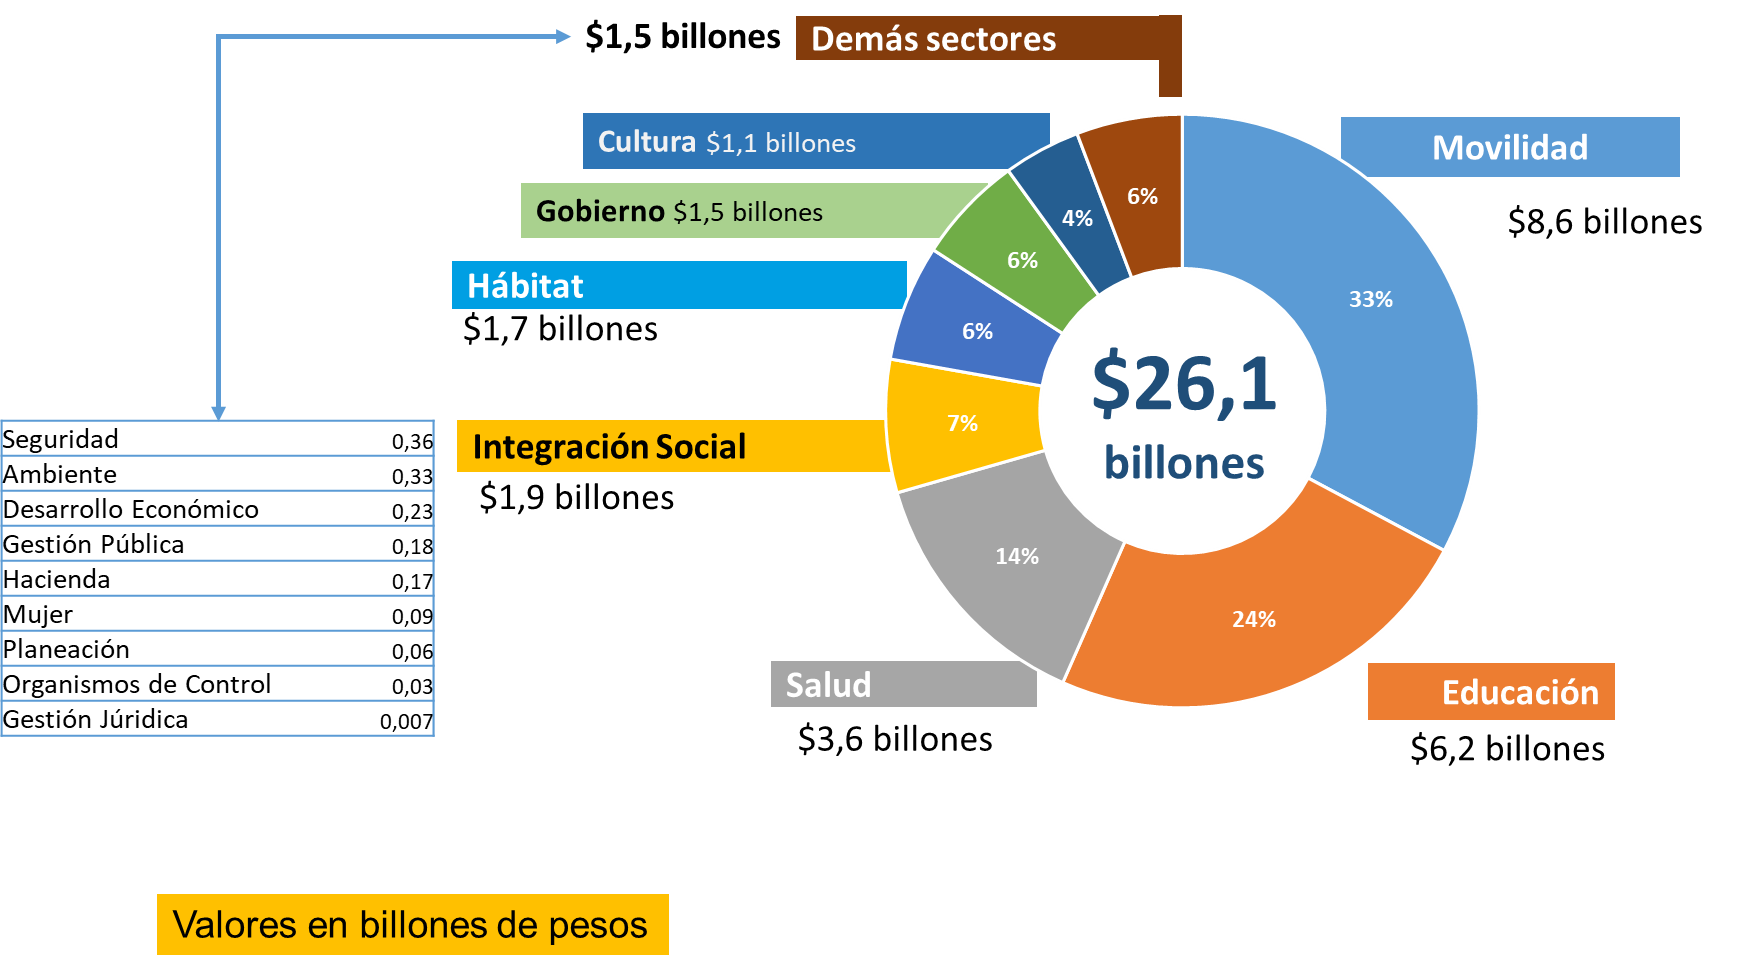 $1,5 billones Demás sectores
Cultura $1,1 billones
Movilidad
$8,6 billones
Gobierno $1,5 billones
Hábitat
$1,7 billones
Integración Social
$1,9 billones
6%
4%
6%
6%
7%
14%
24%
33%
$26,1
billones
Seguridad 0,36
Ambiente 0,33
Desarrollo Económico 0,23
Gestión Pública 0,18
Hacienda 0,17
Mujer 0,09
Planeación 0,06
Organismos de Control 0,03
Gestión Júridica 0,007
Salud
$3,6 billones
Educación
$6,2 billones
Valores en billones de pesos